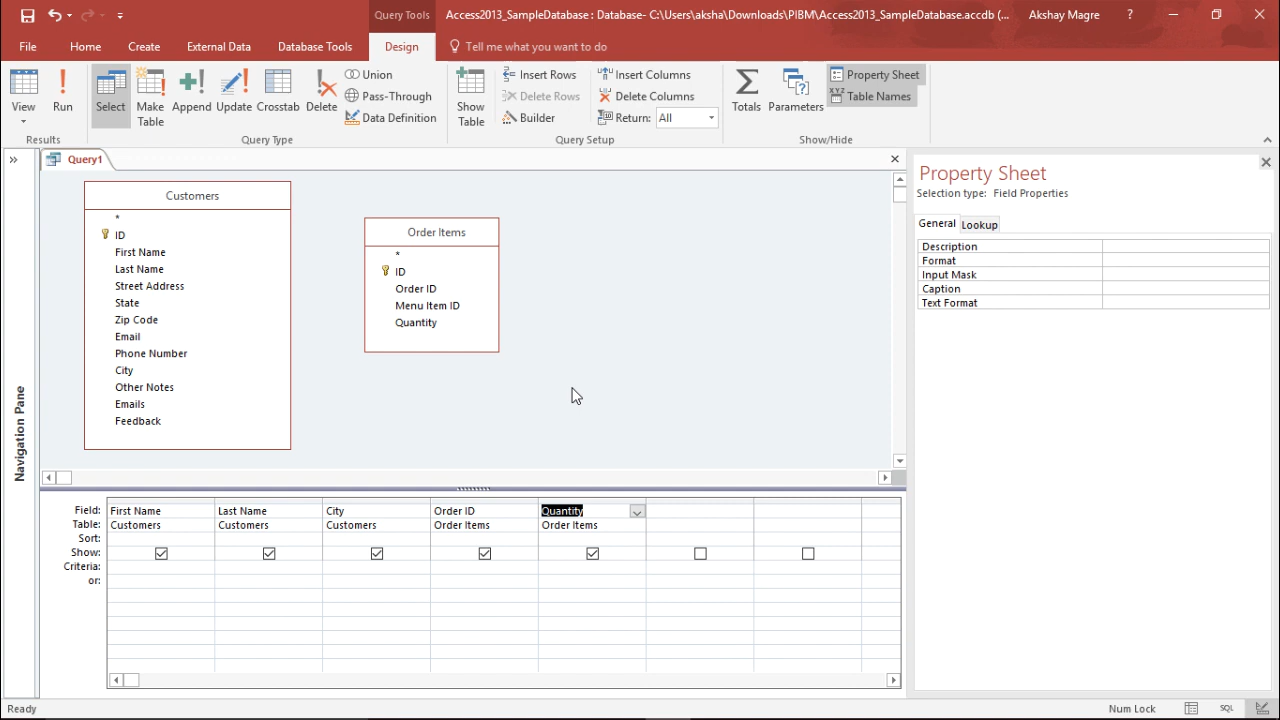 Query Tools
Access2013_SampleDatabase : Database- C:\Users\aksha\Downloads\PIBM\Access2013_SampleDatabase.accdb (...
Akshay Magre
?
File
Home
Create
External Data
Database Tools
Design
Tell me what you want to do
View
Run
Select
Make Table
Append
Update
Crosstab
Delete
Union
Pass-Through
Data Definition
Show Table
Insert Rows
Delete Rows
Builder
Insert Columns
Delete Columns
Return: All
Totals
Parameters
Property Sheet
XYZ Table Names
Results
Query Type
Query Setup
Show/Hide
Query1
Navigation Pane
Customers
*
ID
First Name
Last Name
Street Address
State
Zip Code
Email
Phone Number
City
Other Notes
Emails
Feedback
Order Items
*
ID
Order ID
Menu Item ID
Quantity
Property Sheet
Selection type: Field Properties
General
Lookup
Description
Format
Input Mask
Caption
Text Format
Field: First Name Last Name City Order ID Quantity
Table: Customers Customers Customers Order Items Order Items
Sort:
Show:
Criteria:
or:
Ready
Num Lock
SQL